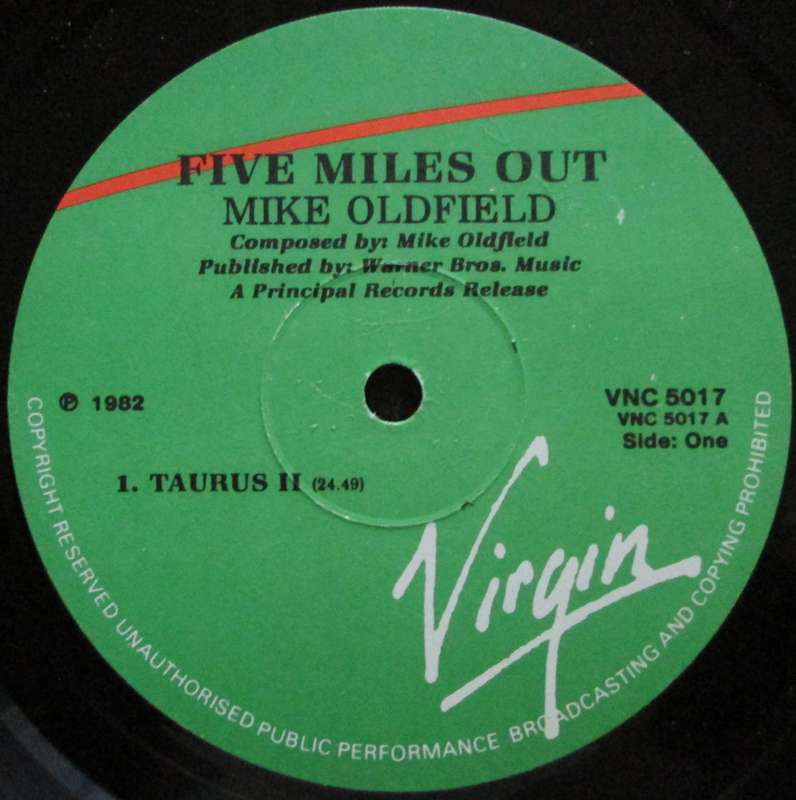 FIVE MILES OUT
MIKE OLDFIELD
Composed by: Mike Oldfield
Published by: Warner Bros. Music
A Principal Records Release
℗ 1982
VNC 5017
VNC 5017 A
Side: One
1. TAURUS II (24.49)
Virgin
COPYRIGHT RESERVED UNAUTHORISED PUBLIC PERFORMANCE BROADCASTING AND COPYING PROHIBITED